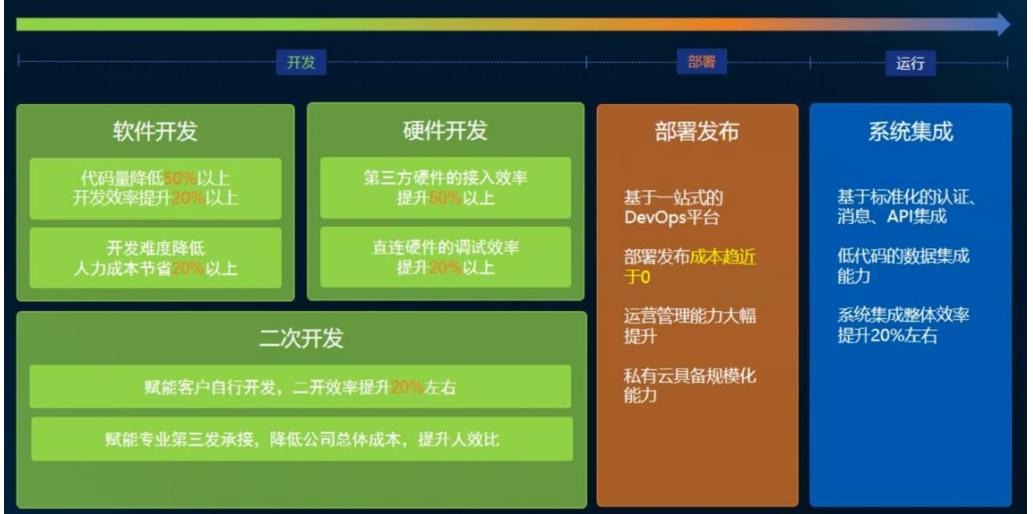 开发
部署
运行
软件开发
代码量降低50%以上
开发效率提升20%以上
开发难度降低
人力成本节省20%以上
硬件开发
第三方硬件的接入效率
提升50%以上
直连硬件的调试效率
提升20%以上
二次开发
赋能客户自行开发，二开效率提升20%左右
赋能专业第三发承接，降低公司总体成本，提升人效比
部署发布
基于一站式的
DevOps平台
部署发布成本趋近
于0
运营管理能力大幅
提升
私有云具备规模化
能力
系统集成
基于标准化的认证、
消息、API集成
低代码的数据集成
能力
系统集成整体效率
提升20%左右